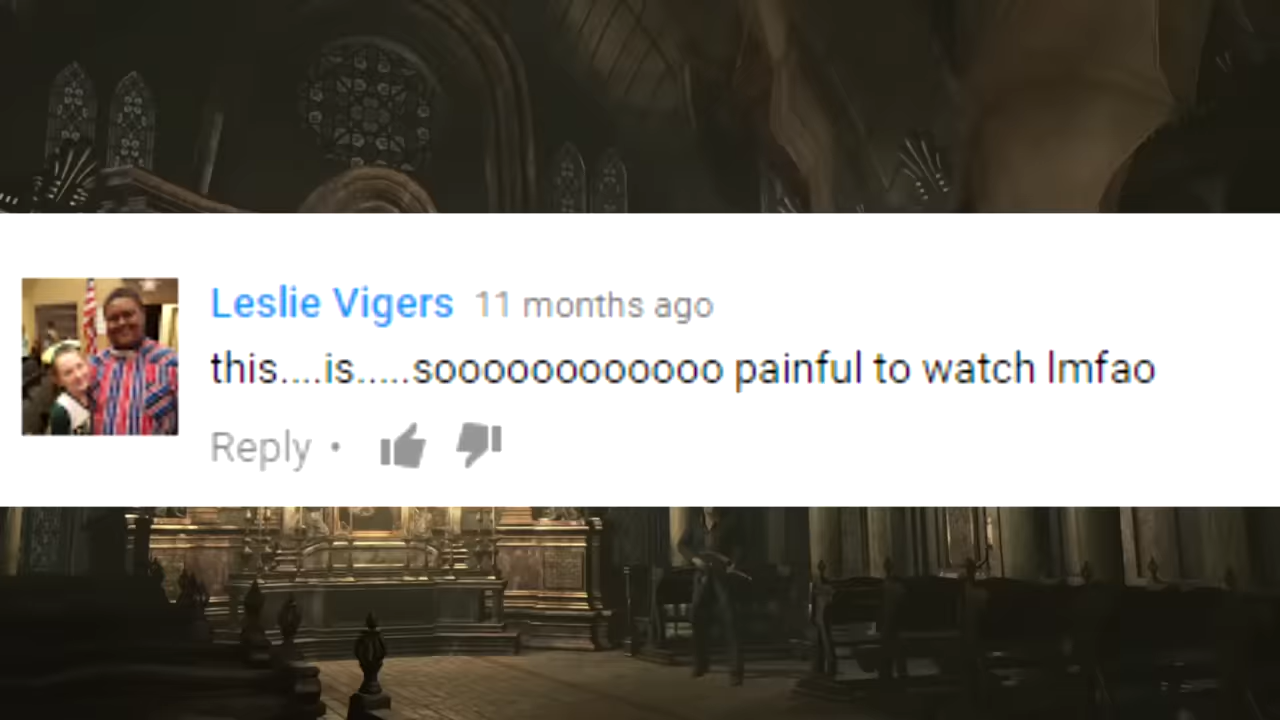 Leslie Vigers 11 months ago
this....is.....soooooooooooo painful to watch lmfao
Reply •